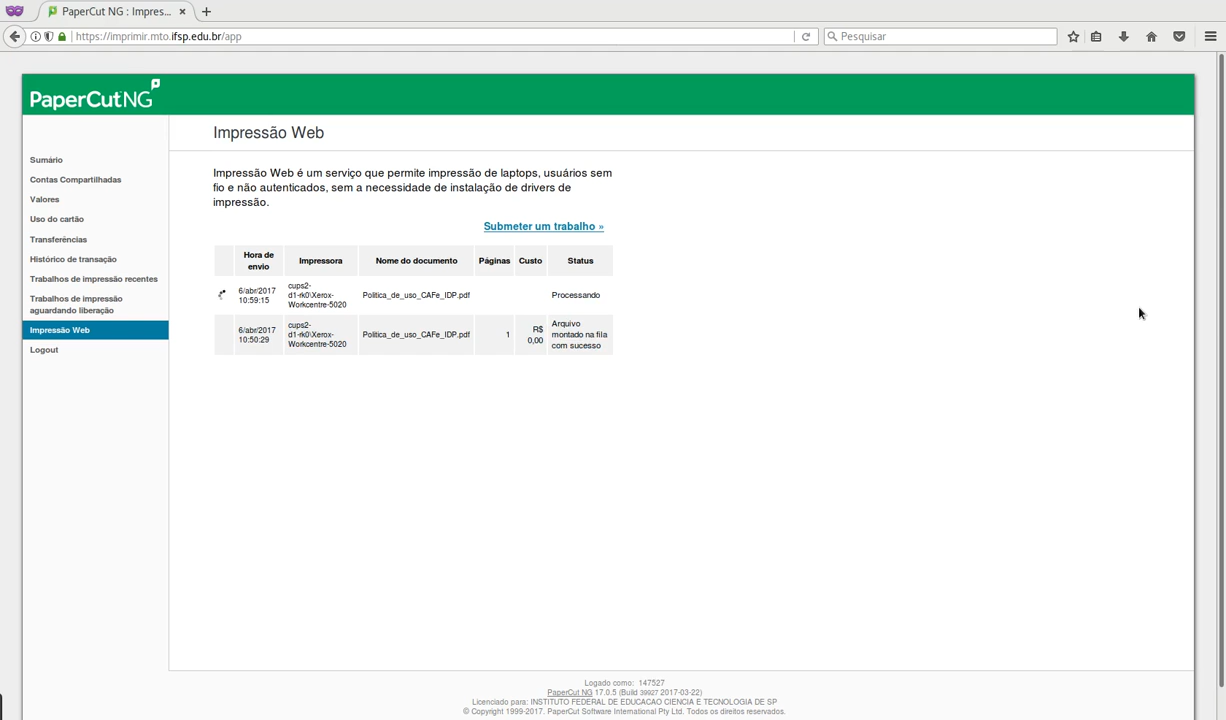 PaperCut NG : Impres...
https://imprimir.mto.ifsp.edu.br/app
Pesquisar
PaperCut NG
Impressão Web
Sumário
Contas Compartilhadas
Valores
Uso do cartão
Transferências
Histórico de transação
Trabalhos de impressão recentes
Trabalhos de impressão
aguardando liberação
Impressão Web
Logout
Impressão Web é um serviço que permite impressão de laptops, usuários sem
fio e não autenticados, sem a necessidade de instalação de drivers de
impressão.
Submeter um trabalho »
Hora de
envio
Impressora
Nome do documento
Páginas
Custo
Status
6/abr/2017
10:59:15
cups2-
d1-rk0\Xerox-
Workcentre-5020
Politica_de_uso_CAFe_IDP.pdf
Processando
6/abr/2017
10:50:29
cups2-
d1-rk0\Xerox-
Workcentre-5020
Politica_de_uso_CAFe_IDP.pdf
1
R$
0,00
Arquivo
montado na fila
com sucesso
Logado como: 147527
PaperCut NG 17.0.5 (Build 39927 2017-03-22)
Licenciado para: INSTITUTO FEDERAL DE EDUCACAO CIENCIA E TECNOLOGIA DE SP
© Copyright 1999-2017. PaperCut Software International Pty Ltd. Todos os direitos reservados.